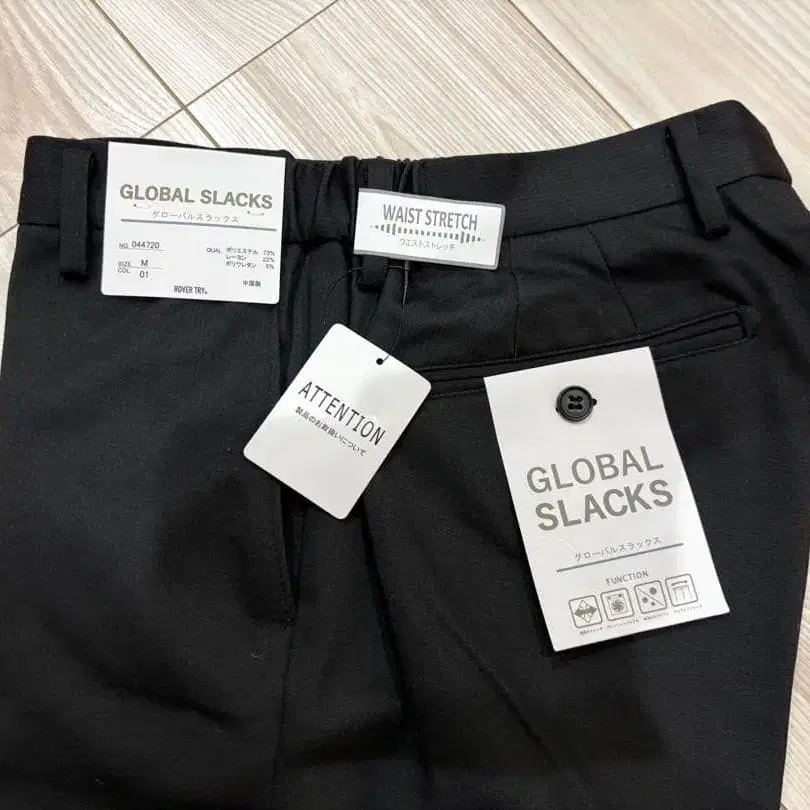 GLOBAL SLACKS
グローバルスラックス
NO. 044720
SIZE M
COL 01
QUAL ポリエステル 73%
レーヨン 22%
ポリウレタン 5%
中国製
ROVER TRY.
WAIST STRETCH
ウエストストレッチ
ATTENTION
製品のお取扱いについて
GLOBAL
SLACKS
グローバルスラックス
FUNCTION